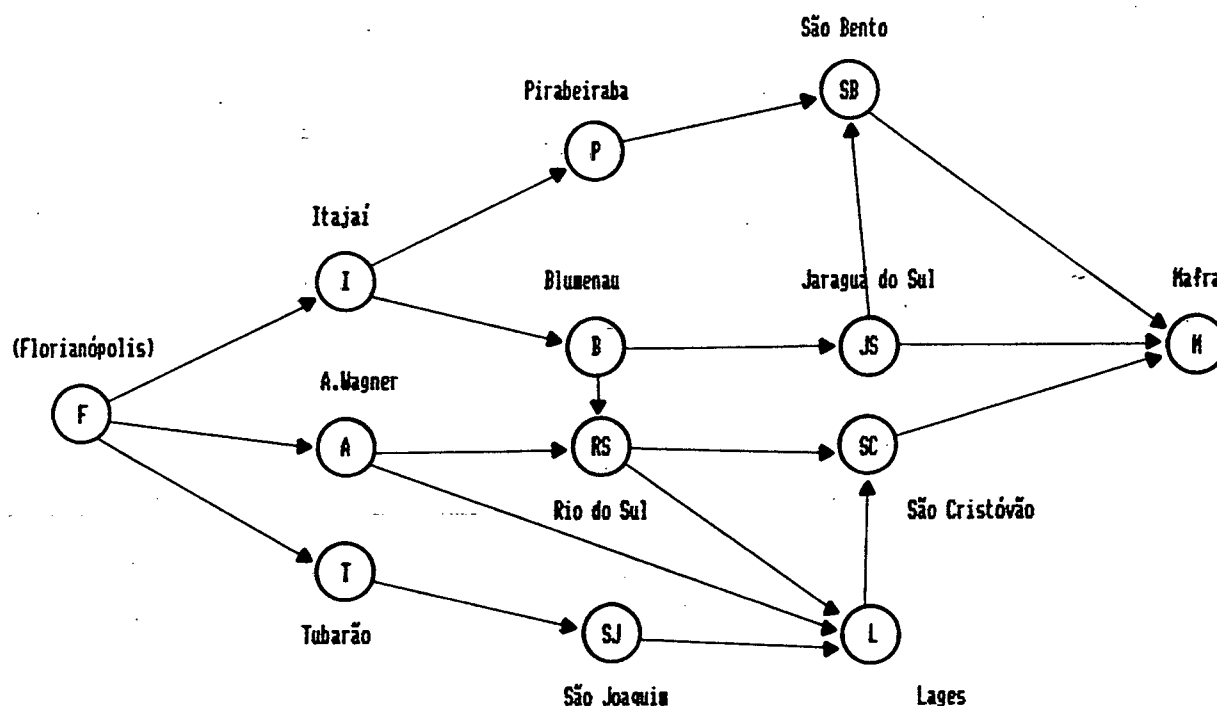 São Bento
SB
Pirabeiraba
P
Itajaí
I
Blumenau
B
Jaraguá do Sul
JS
Mafra
M
(Florianópolis)
F
A.Wagner
A
RS
Rio do Sul
SC
São Cristóvão
T
Tubarão
SJ
São Joaquim
L
Lages